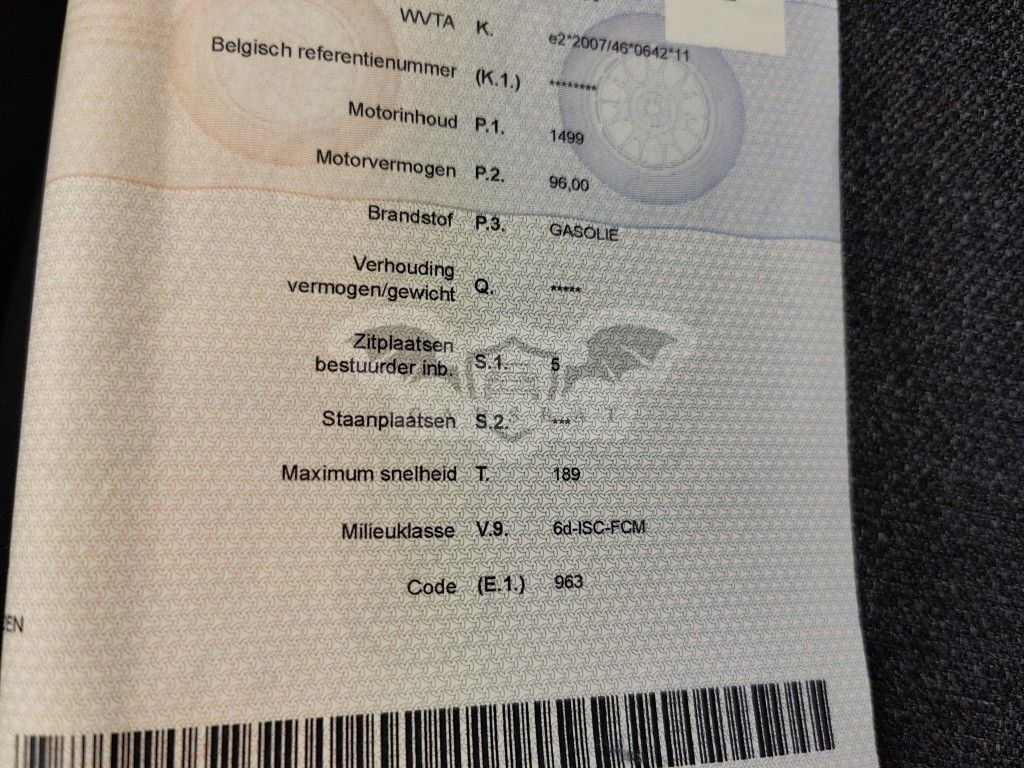 WVTA K. e2*2007/46*0642*11
Belgisch referentienummer (K.1.) ********
Motorinhoud P.1. 1499
Motorvermogen P.2. 96,00
Brandstof P.3. GASOLIE
Verhouding
vermogen/gewicht Q. *****
Zitplaatsen
bestuurder inb. S.1. 5
Staanplaatsen S.2. ***
Maximum snelheid T. 189
Milieuklasse V.9. 6d-ISC-FCM
Code (E.1.) 963
EN